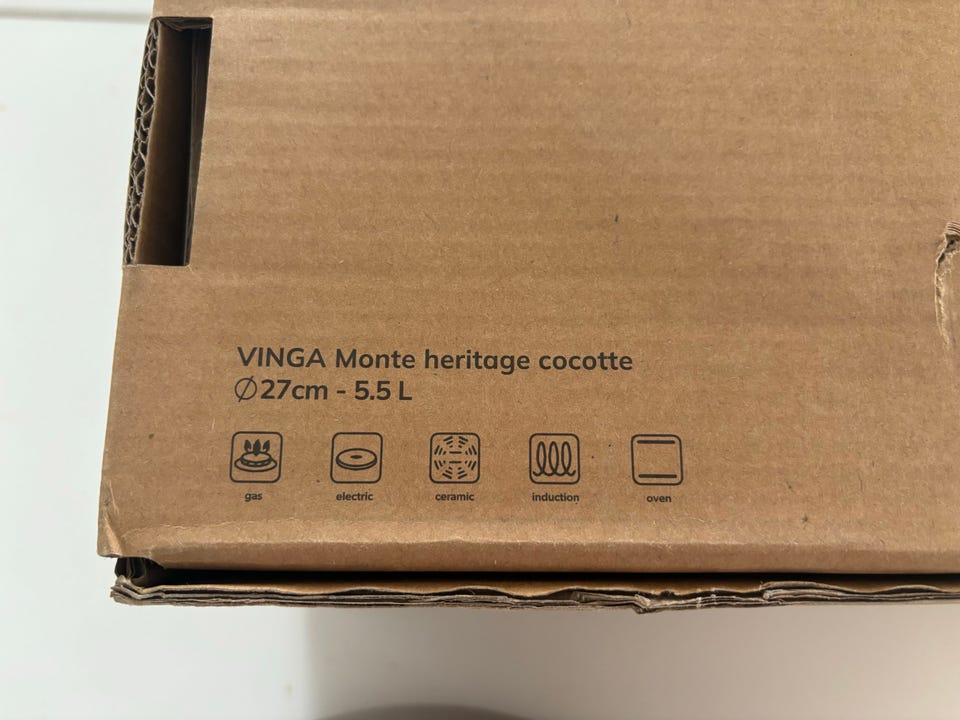 VINGA Monte heritage cocotte
∅27cm - 5.5 L
gas electric ceramic induction oven